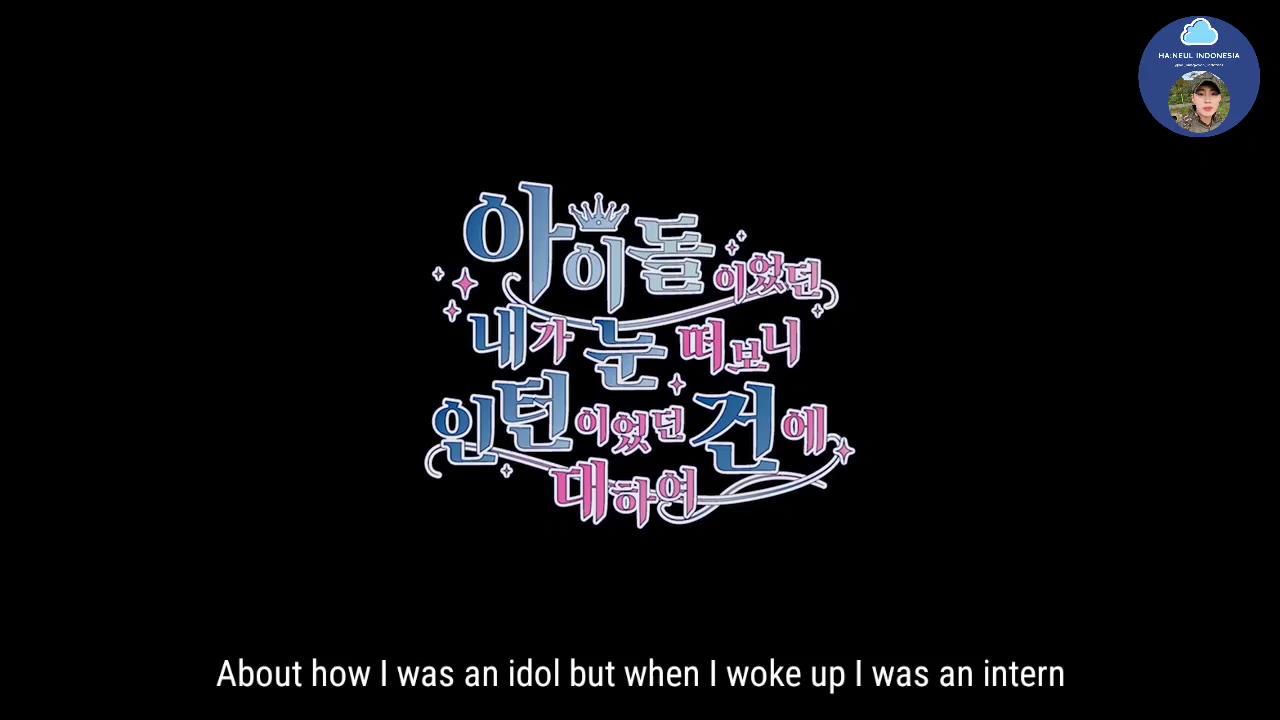 HA:NEUL INDONESIA
아이돌이었던
내가 눈 떠보니
인턴이었던 건에
대하여
About how I was an idol but when I woke up I was an intern